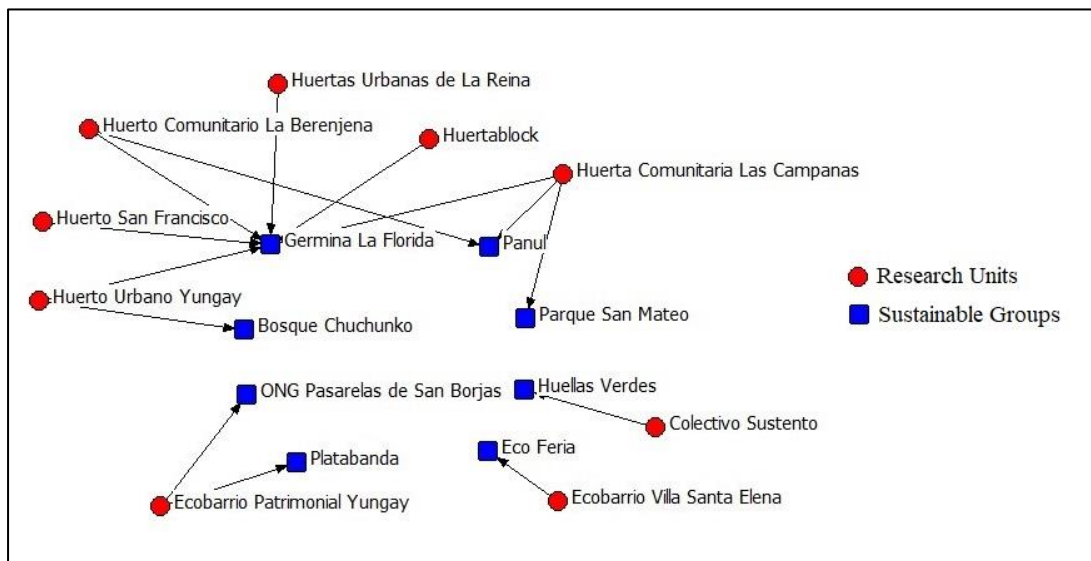 Huertas Urbanas de La Reina
Huerto Comunitario La Berenjena
Huertablock
Huerta Comunitaria Las Campanas
Huerto San Francisco
Germina La Florida
Panul
Research Units
Huerto Urbano Yungay
Sustainable Groups
Bosque Chuchunko
Parque San Mateo
ONG Pasarelas de San Borjas
Huellas Verdes
Colectivo Sustento
Eco Feria
Platabanda
Ecobarrio Patrimonial Yungay
Ecobarrio Villa Santa Elena